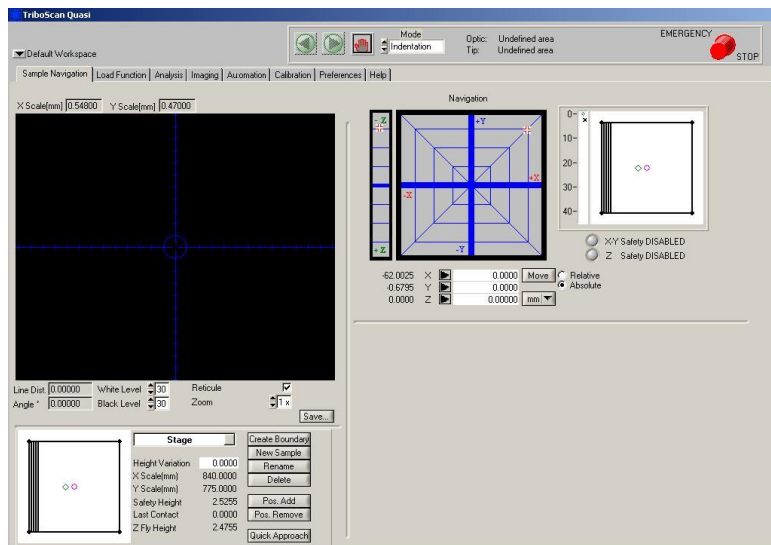 TriboScan Quasi
Default Workspace
Mode
Indentation
Optic: Undefined area
Tip: Undefined area
EMERGENCY
STOP
Sample Navigation Load Function Analysis Imaging Automation Calibration Preferences Help
X Scale[mm] 0.54800 Y Scale[mm] 0.47000
Line Dist. 0.00000 White Level 30 Reticule
Angle ° 0.00000 Black Level 30 Zoom 1 x
Save...
Stage
Height Variation 0.0000
X Scale(mm) 840.0000
Y Scale(mm) 775.0000
Safety Height 2.5255
Last Contact 0.0000
Z Fly Height 2.4755
Create Boundary
New Sample
Rename
Delete
Pos. Add
Pos. Remove
Quick Approach
Navigation
- Z
+ Z
+Y
+X
-X
-Y
0-
10-
20-
30-
40-
X-Y Safety DISABLED
Z Safety DISABLED
-62.0025 X 0.0000 Move Relative
-0.6795 Y 0.0000 Absolute
0.0000 Z 0.00000 mm